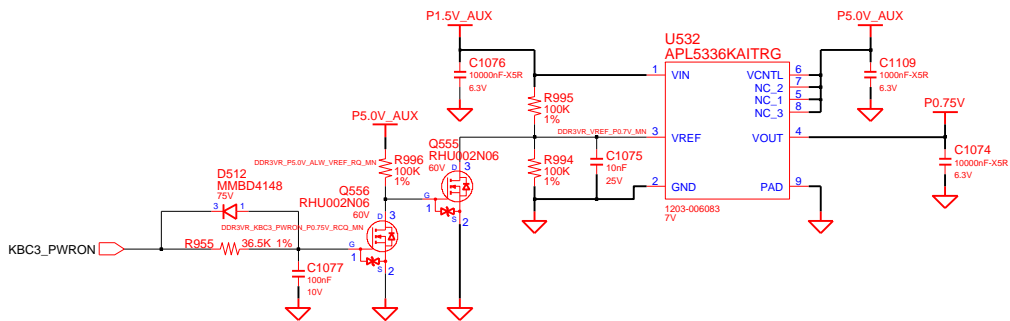 P1.5V_AUX
P5.0V_AUX
U532
APL5336KAITRG
C1076
10000nF-X5R
6.3V
1
VIN
VCNTL
6
NC_2
7
NC_1
5
NC_3
8
C1109
10000nF-X5R
6.3V
R995
100K
1%
P0.75V
P5.0V_AUX
DDR3VR_VREF_P0.7V_MN
3
VREF
VOUT
4
Q555
RHU002N06
60V
D
3
G
1
S
2
DDR3VR_P5.0V_ALW_VREF_RQ_MN
R996
100K
1%
R994
100K
1%
C1075
10nF
25V
C1074
10000nF-X5R
6.3V
2
GND
PAD
9
1203-006083
7V
D512
MMBD4148
75V
3
1
Q556
RHU002N06
60V
D
3
G
1
S
2
DDR3VR_KBC3_PWRON_P0.75V_RCQ_MN
KBC3_PWRON
R955
36.5K 1%
C1077
100nF
10V